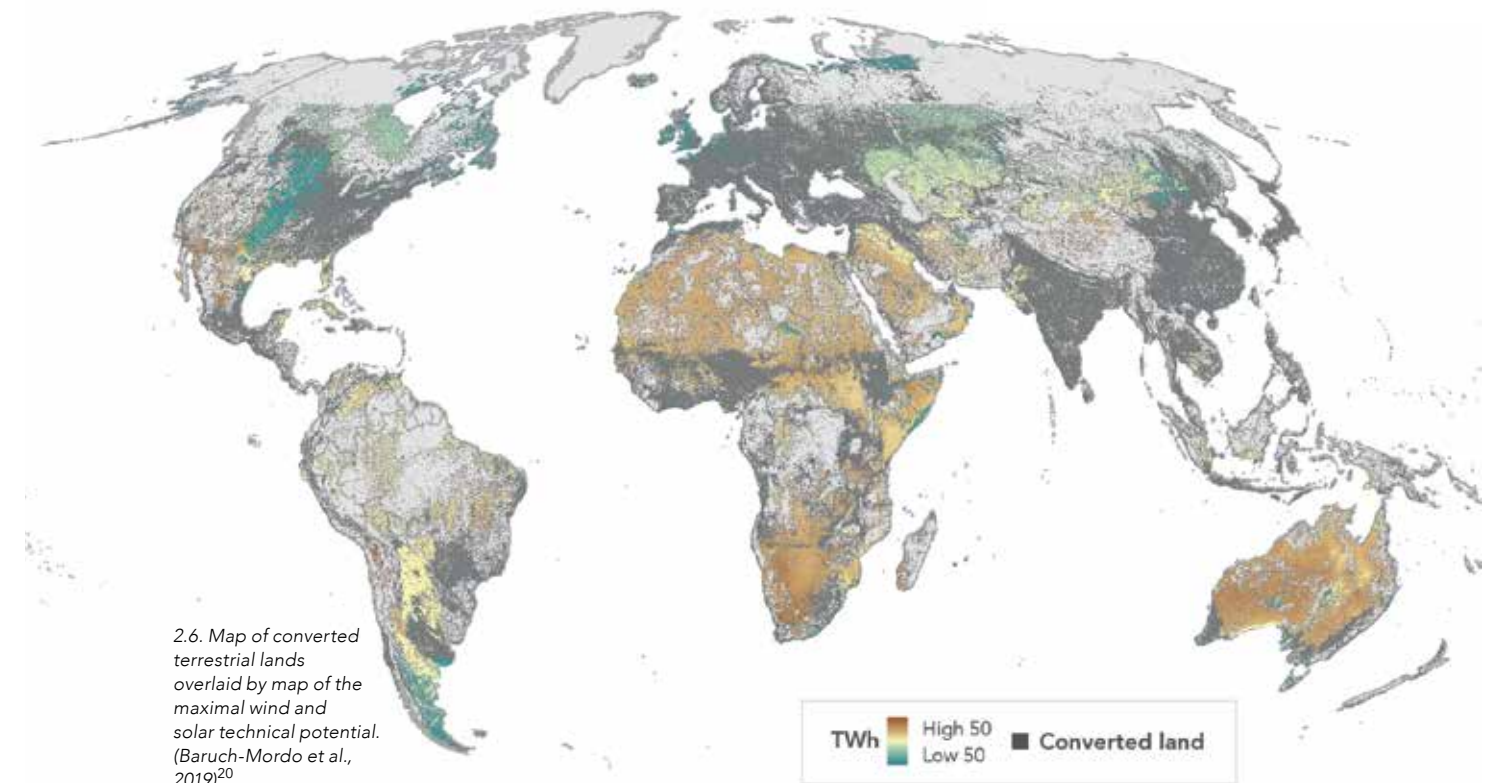 2.6. Map of converted
terrestrial lands
overlaid by map of the
maximal wind and
solar technical potential.
(Baruch-Mordo et al.,
2019)20
TWh
High 50
Low 50
Converted land